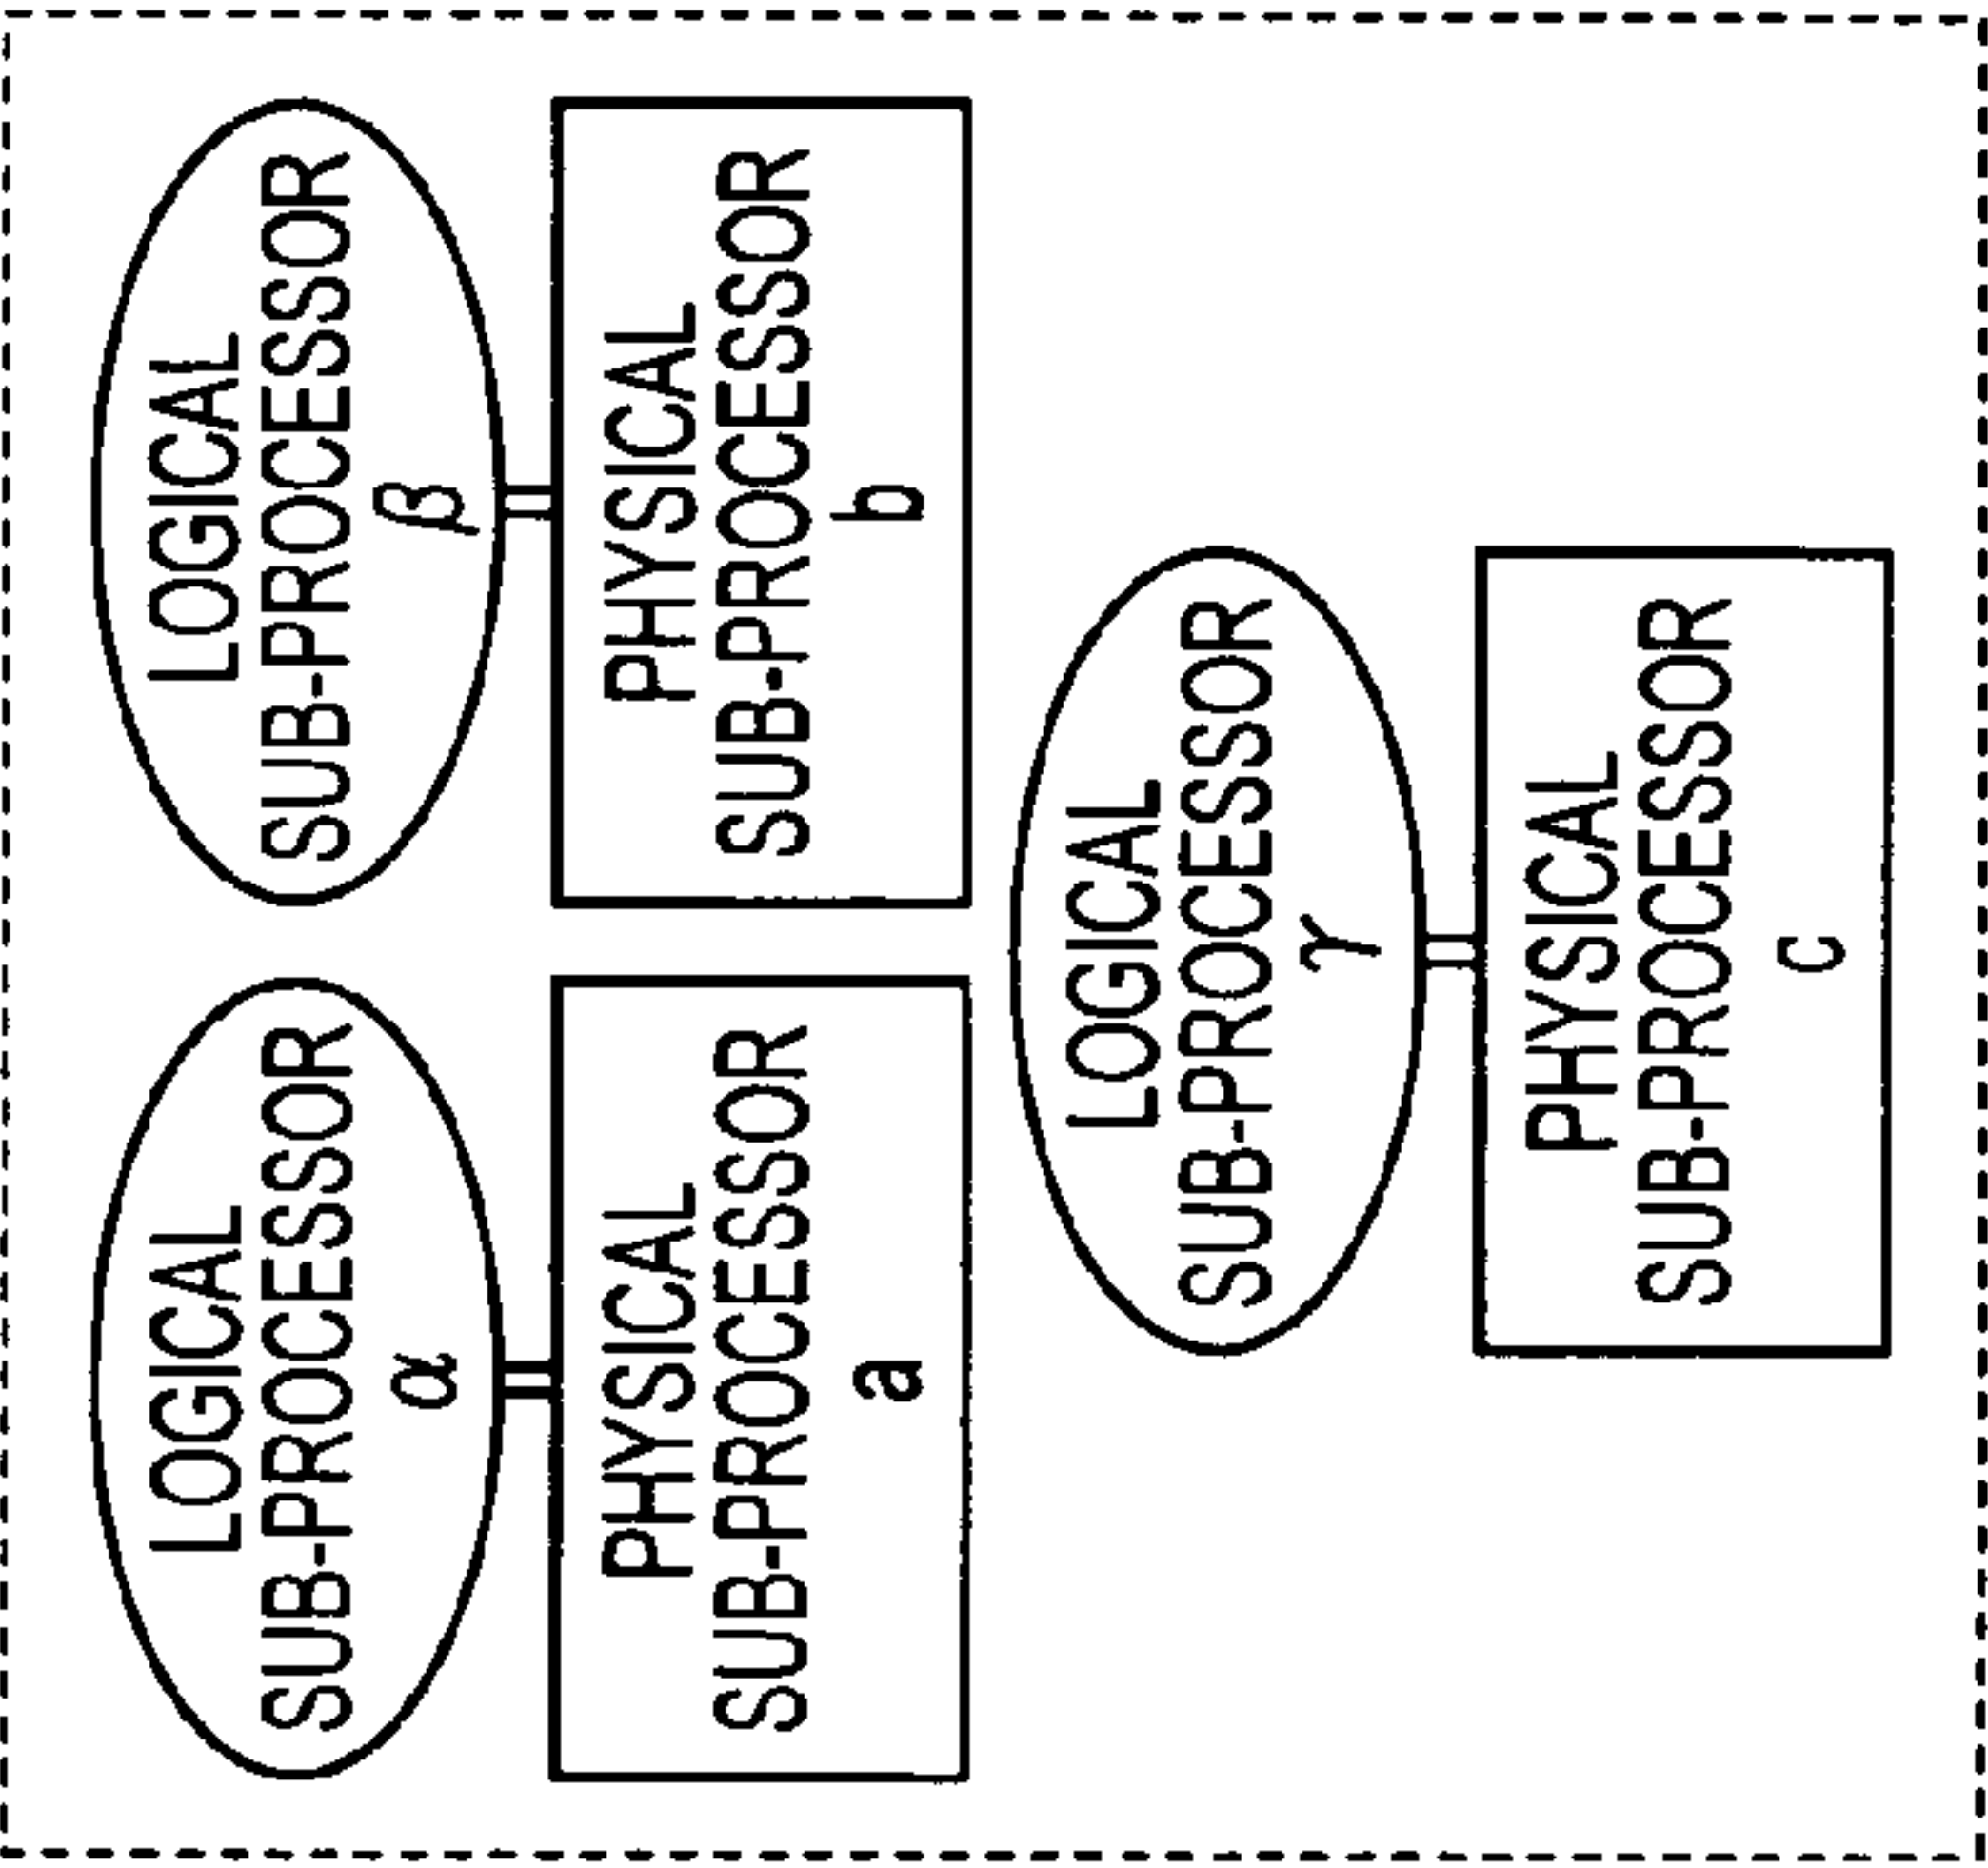 LOGICAL
SUB-PROCESSOR
α
PHYSICAL
SUB-PROCESSOR
a
LOGICAL
SUB-PROCESSOR
β
PHYSICAL
SUB-PROCESSOR
b
LOGICAL
SUB-PROCESSOR
γ
PHYSICAL
SUB-PROCESSOR
c